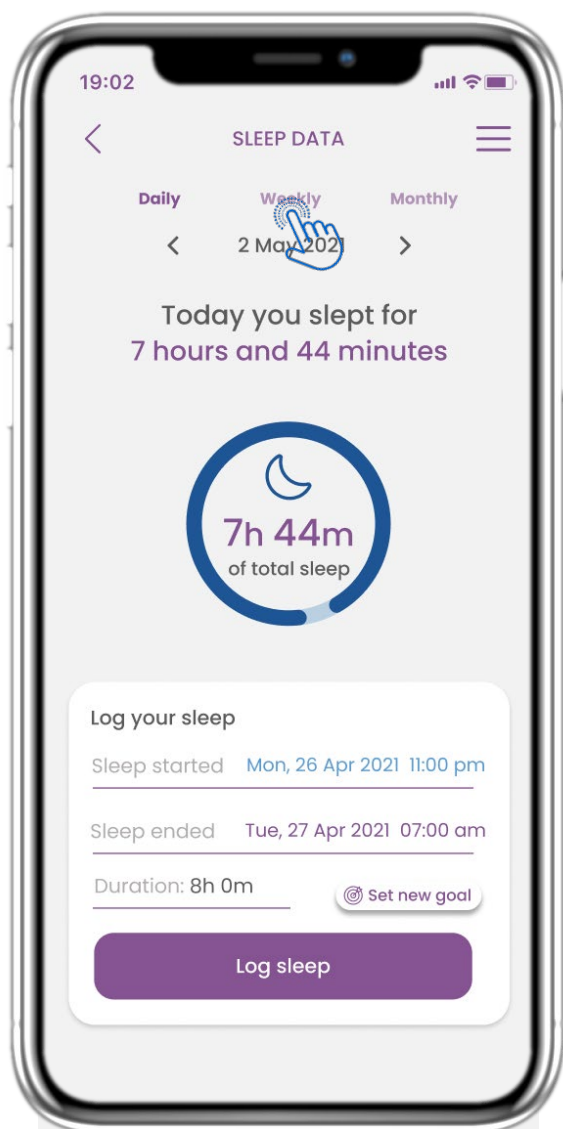 19:02
SLEEP DATA
Daily Weekly Monthly
2 May 2021
Today you slept for
7 hours and 44 minutes
7h 44m
of total sleep
Log your sleep
Sleep started Mon, 26 Apr 2021 11:00 pm
Sleep ended Tue, 27 Apr 2021 07:00 am
Duration: 8h 0m
Set new goal
Log sleep